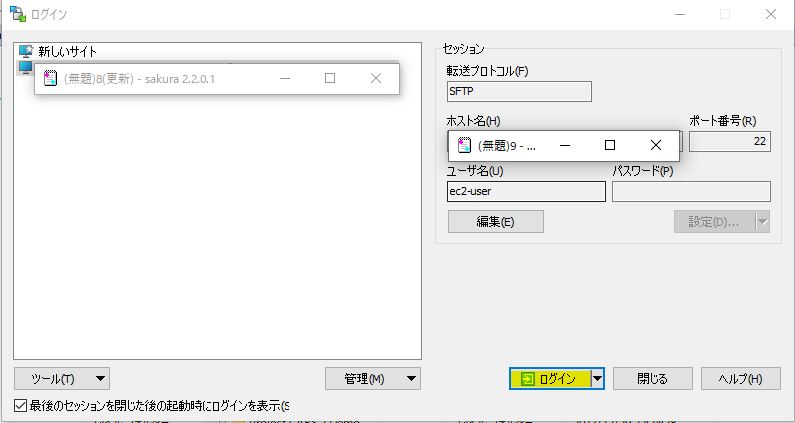 ログイン
新しいサイト
(無題)8(更新) - sakura 2.2.0.1
セッション
転送プロトコル(F)
SFTP
ホスト名(H)
ポート番号(R)
(無題)9 - ...
22
ユーザ名(U)
パスワード(P)
ec2-user
編集(E)
設定(D)...
ツール(T)
管理(M)
ログイン
閉じる
ヘルプ(H)
最後のセッションを閉じた後の起動時にログインを表示(S